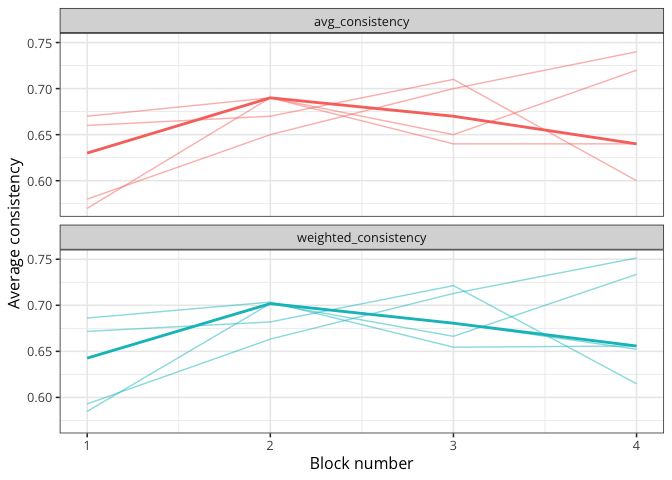 avg_consistency
0.75
0.70
0.65
0.60
Average consistency
weighted_consistency
0.75
0.70
0.65
0.60
1 2 3 4
Block number